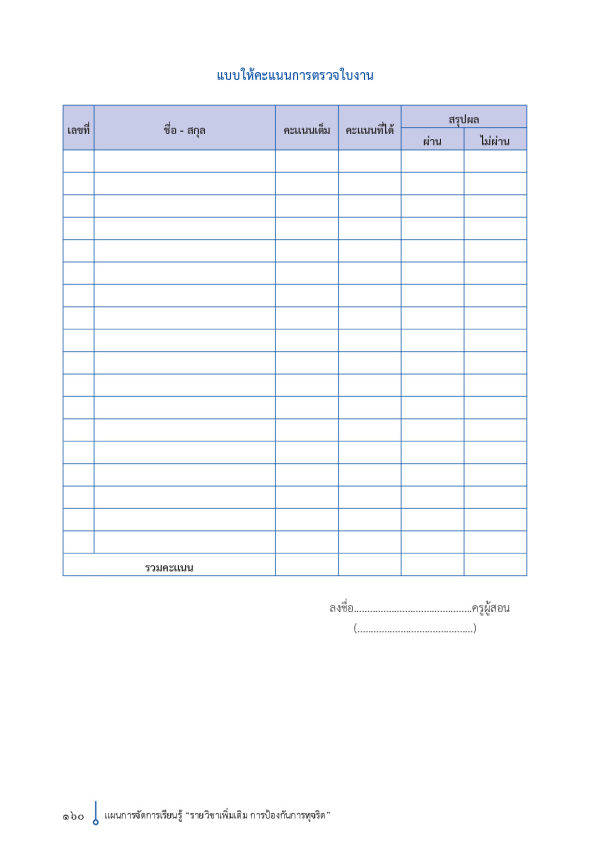 แบบให้คะแนนการตรวจใบงาน
เลขที่ ชื่อ - สกุล คะแนนเต็ม คะแนนที่ได้ สรุปผล
ผ่าน ไม่ผ่าน
รวมคะแนน
ลงชื่อ............................................ครูผู้สอน
(...........................................)
๑๖๐ แผนการจัดการเรียนรู้ “รายวิชาเพิ่มเติม การป้องกันการทุจริต”